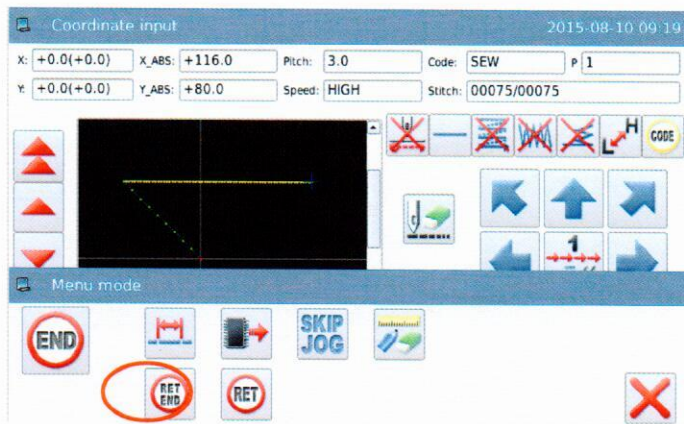 Coordinate input 2015-08-10 09:19
X: +0.0(+0.0) X_ABS: +116.0 Pitch: 3.0 Code: SEW P 1
Y: +0.0(+0.0) Y_ABS: +80.0 Speed: HIGH Stitch: 00075/00075
L H CODE
1
Menu mode
END SKIP JOG
RET END RET